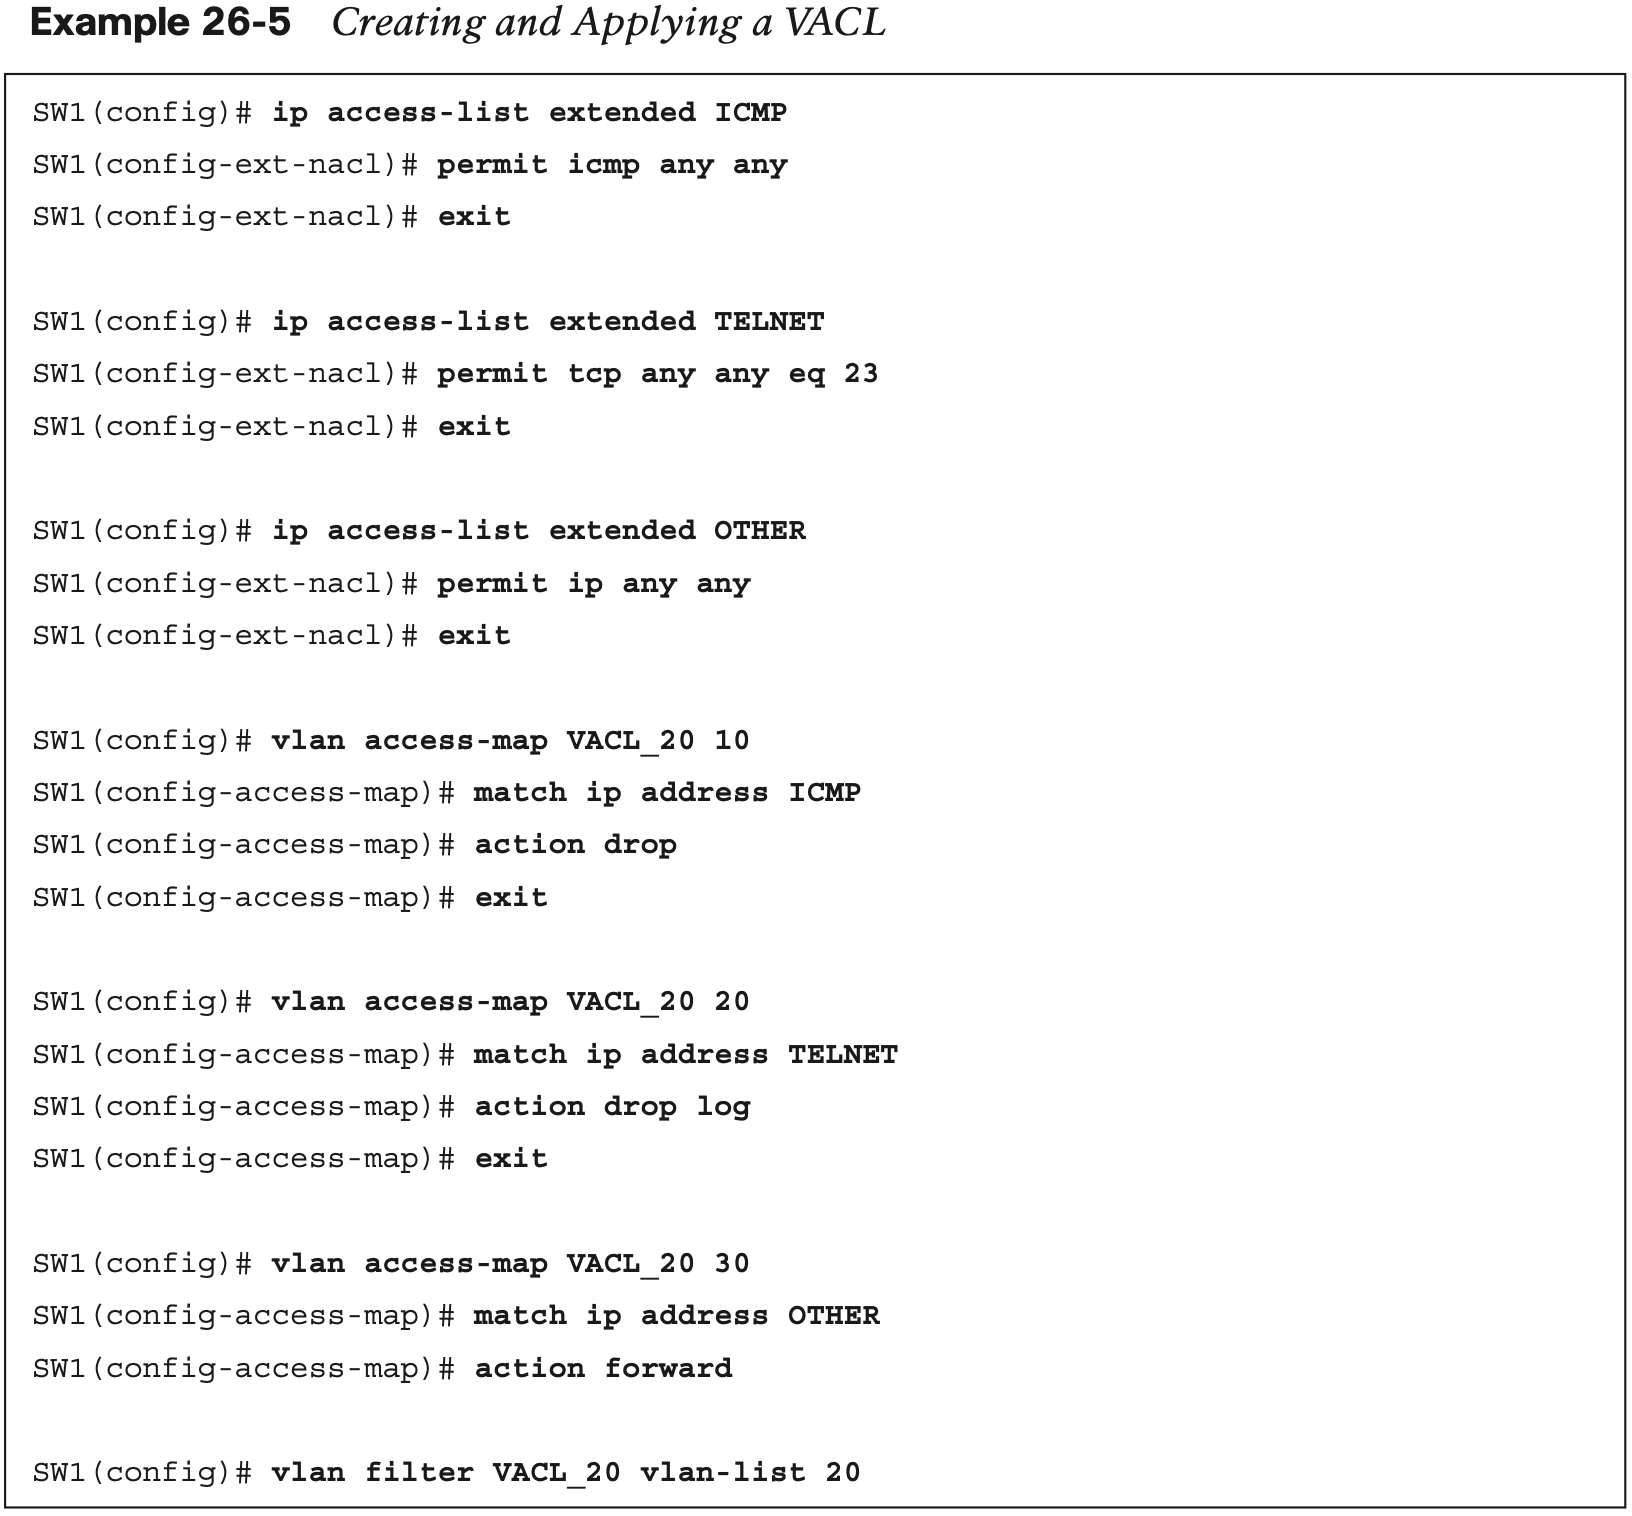 Example 26-5 Creating and Applying a VACL
SW1(config)# ip access-list extended ICMP
SW1(config-ext-nacl)# permit icmp any any
SW1(config-ext-nacl)# exit
SW1(config)# ip access-list extended TELNET
SW1(config-ext-nacl)# permit tcp any any eq 23
SW1(config-ext-nacl)# exit
SW1(config)# ip access-list extended OTHER
SW1(config-ext-nacl)# permit ip any any
SW1(config-ext-nacl)# exit
SW1(config)# vlan access-map VACL_20 10
SW1(config-access-map)# match ip address ICMP
SW1(config-access-map)# action drop
SW1(config-access-map)# exit
SW1(config)# vlan access-map VACL_20 20
SW1(config-access-map)# match ip address TELNET
SW1(config-access-map)# action drop log
SW1(config-access-map)# exit
SW1(config)# vlan access-map VACL_20 30
SW1(config-access-map)# match ip address OTHER
SW1(config-access-map)# action forward
SW1(config)# vlan filter VACL_20 vlan-list 20